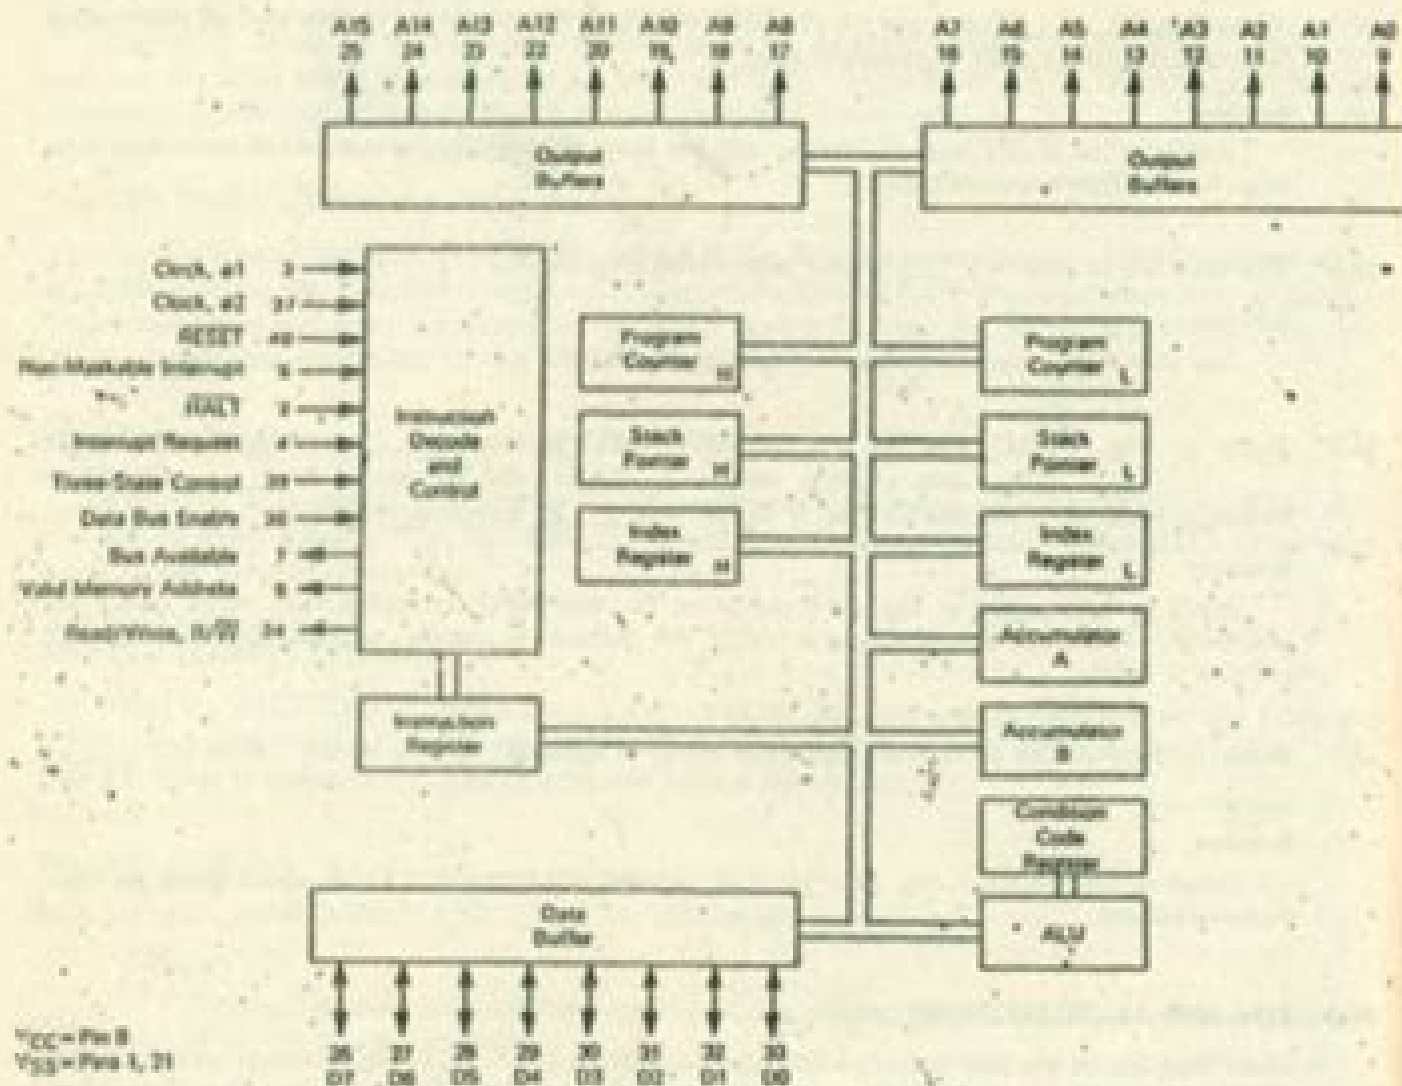 A15 A14 A13 A12 A11 A10 A9 A8 A7 A6 A5 A4 A3 A2 A1 A0
25 24 23 22 20 19 18 17 16 15 14 13 12 11 10 9
Output
Buffers
Output
Buffers
Clock, ø1 3
Clock, ø2 37
RESET 40
Non-Maskable Interrupt 6
HALT 2
Interrupt Request 4
Three-State Control 39
Data Bus Enable 36
Bus Available 7
Valid Memory Address 5
Read/Write, R/W 34
Instruction
Decode
and
Control
Program
Counter H
Program
Counter L
Stack
Pointer H
Stack
Pointer L
Index
Register H
Index
Register L
Accumulator
A
Instruction
Register
Accumulator
B
Condition
Code
Register
Data
Buffer
ALU
VCC = Pin 8
VSS = Pins 1, 21
26 27 28 29 30 31 32 33
D7 D6 D5 D4 D3 D2 D1 D0